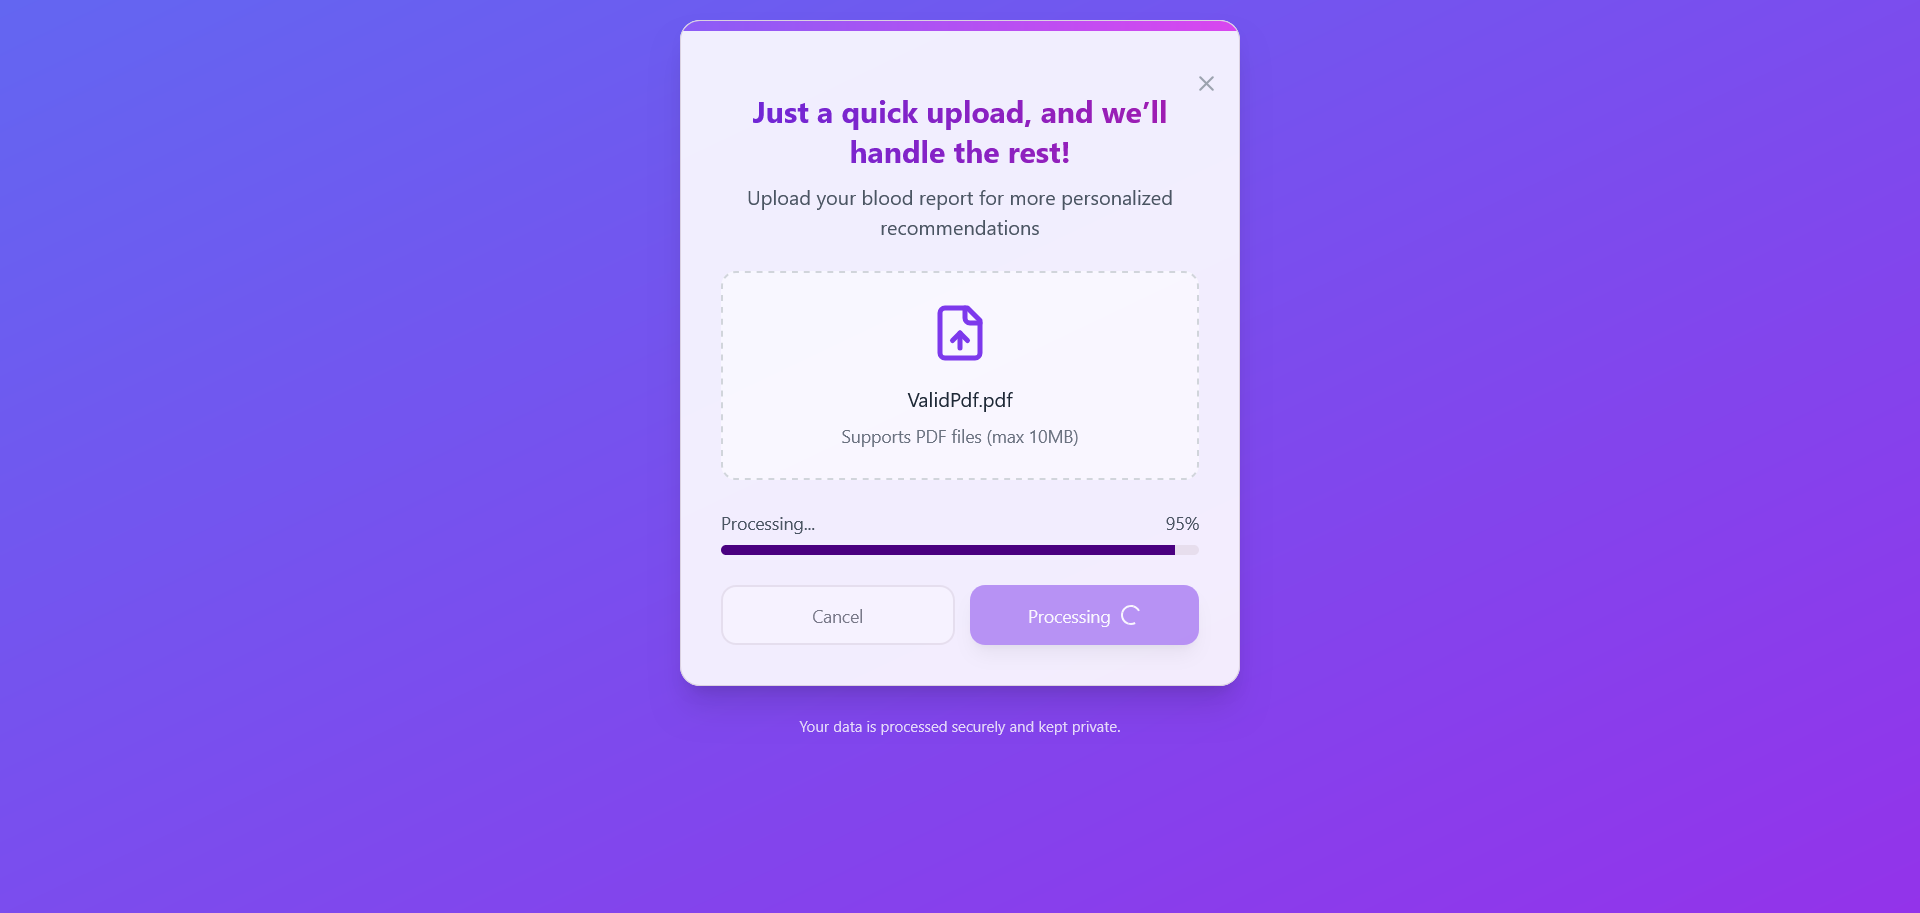 Just a quick upload, and we’ll
handle the rest!
Upload your blood report for more personalized
recommendations
ValidPdf.pdf
Supports PDF files (max 10MB)
Processing... 95%
Cancel
Processing
Your data is processed securely and kept private.